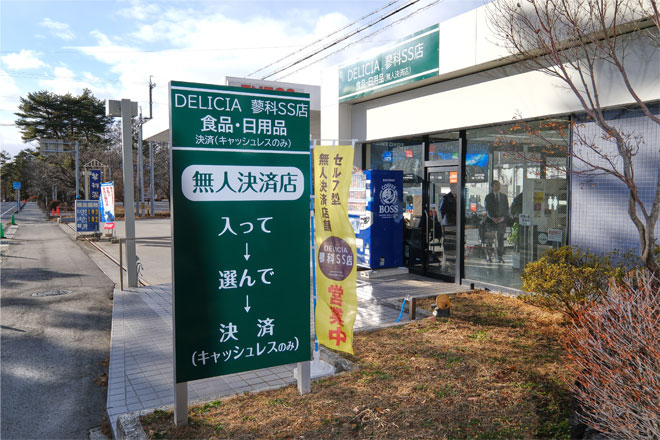 DELICIA 蓼科SS店
食品・日用品
決済(キャッシュレスのみ)
無人決済店
入って
↓
選んで
↓
決済
(キャッシュレスのみ)
DELICIA 蓼科SS店
食品・日用品(無人決済店)
セルフ型
無人決済店舗
DELICIA
蓼科SS店
営業中
BOSS